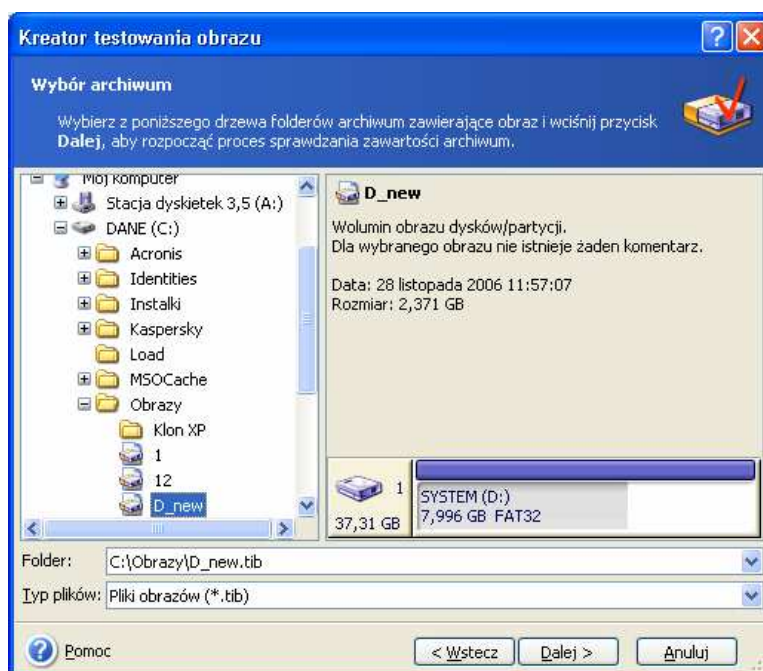 Kreator testowania obrazu
Wybór archiwum
Wybierz z poniższego drzewa folderów archiwum zawierające obraz i wciśnij przycisk
Dalej, aby rozpocząć proces sprawdzania zawartości archiwum.
Mój komputer
Stacja dyskietek 3,5 (A:)
DANE (C:)
Acronis
Identities
Instalki
Kaspersky
Load
MSOCache
Obrazy
Klon XP
1
12
D_new
D_new
Wolumin obrazu dysków/partycji.
Dla wybranego obrazu nie istnieje żaden komentarz.
Data: 28 listopada 2006 11:57:07
Rozmiar: 2,371 GB
1
37,31 GB
SYSTEM (D:)
7,996 GB FAT32
Folder: C:\Obrazy\D_new.tib
Typ plików: Pliki obrazów (*.tib)
Pomoc
< Wstecz
Dalej >
Anuluj